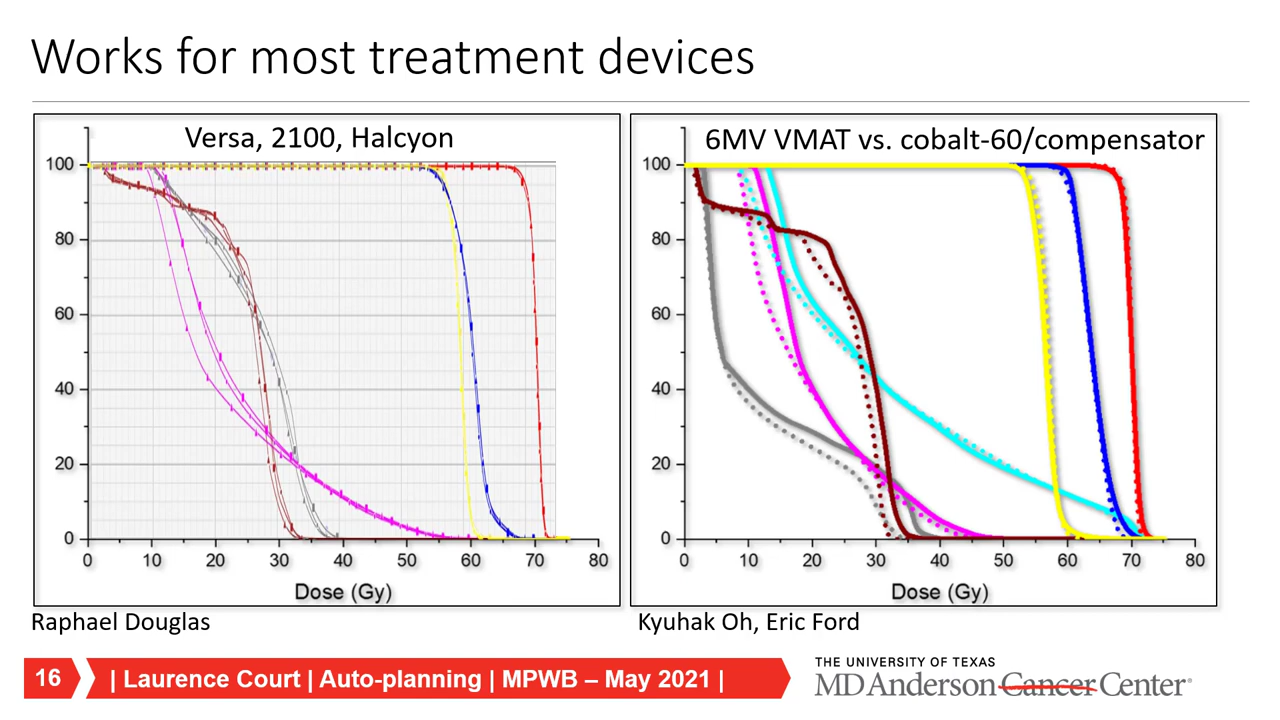 Works for most treatment devices
Versa, 2100, Halcyon
100
80
60
40
20
0
0 10 20 30 40 50 60 70 80
Dose (Gy)
Raphael Douglas
6MV VMAT vs. cobalt-60/compensator
100
80
60
40
20
0
0 10 20 30 40 50 60 70 80
Dose (Gy)
Kyuhak Oh, Eric Ford
16 | Laurence Court | Auto-planning | MPWB – May 2021 |
THE UNIVERSITY OF TEXAS
MD Anderson Cancer Center®